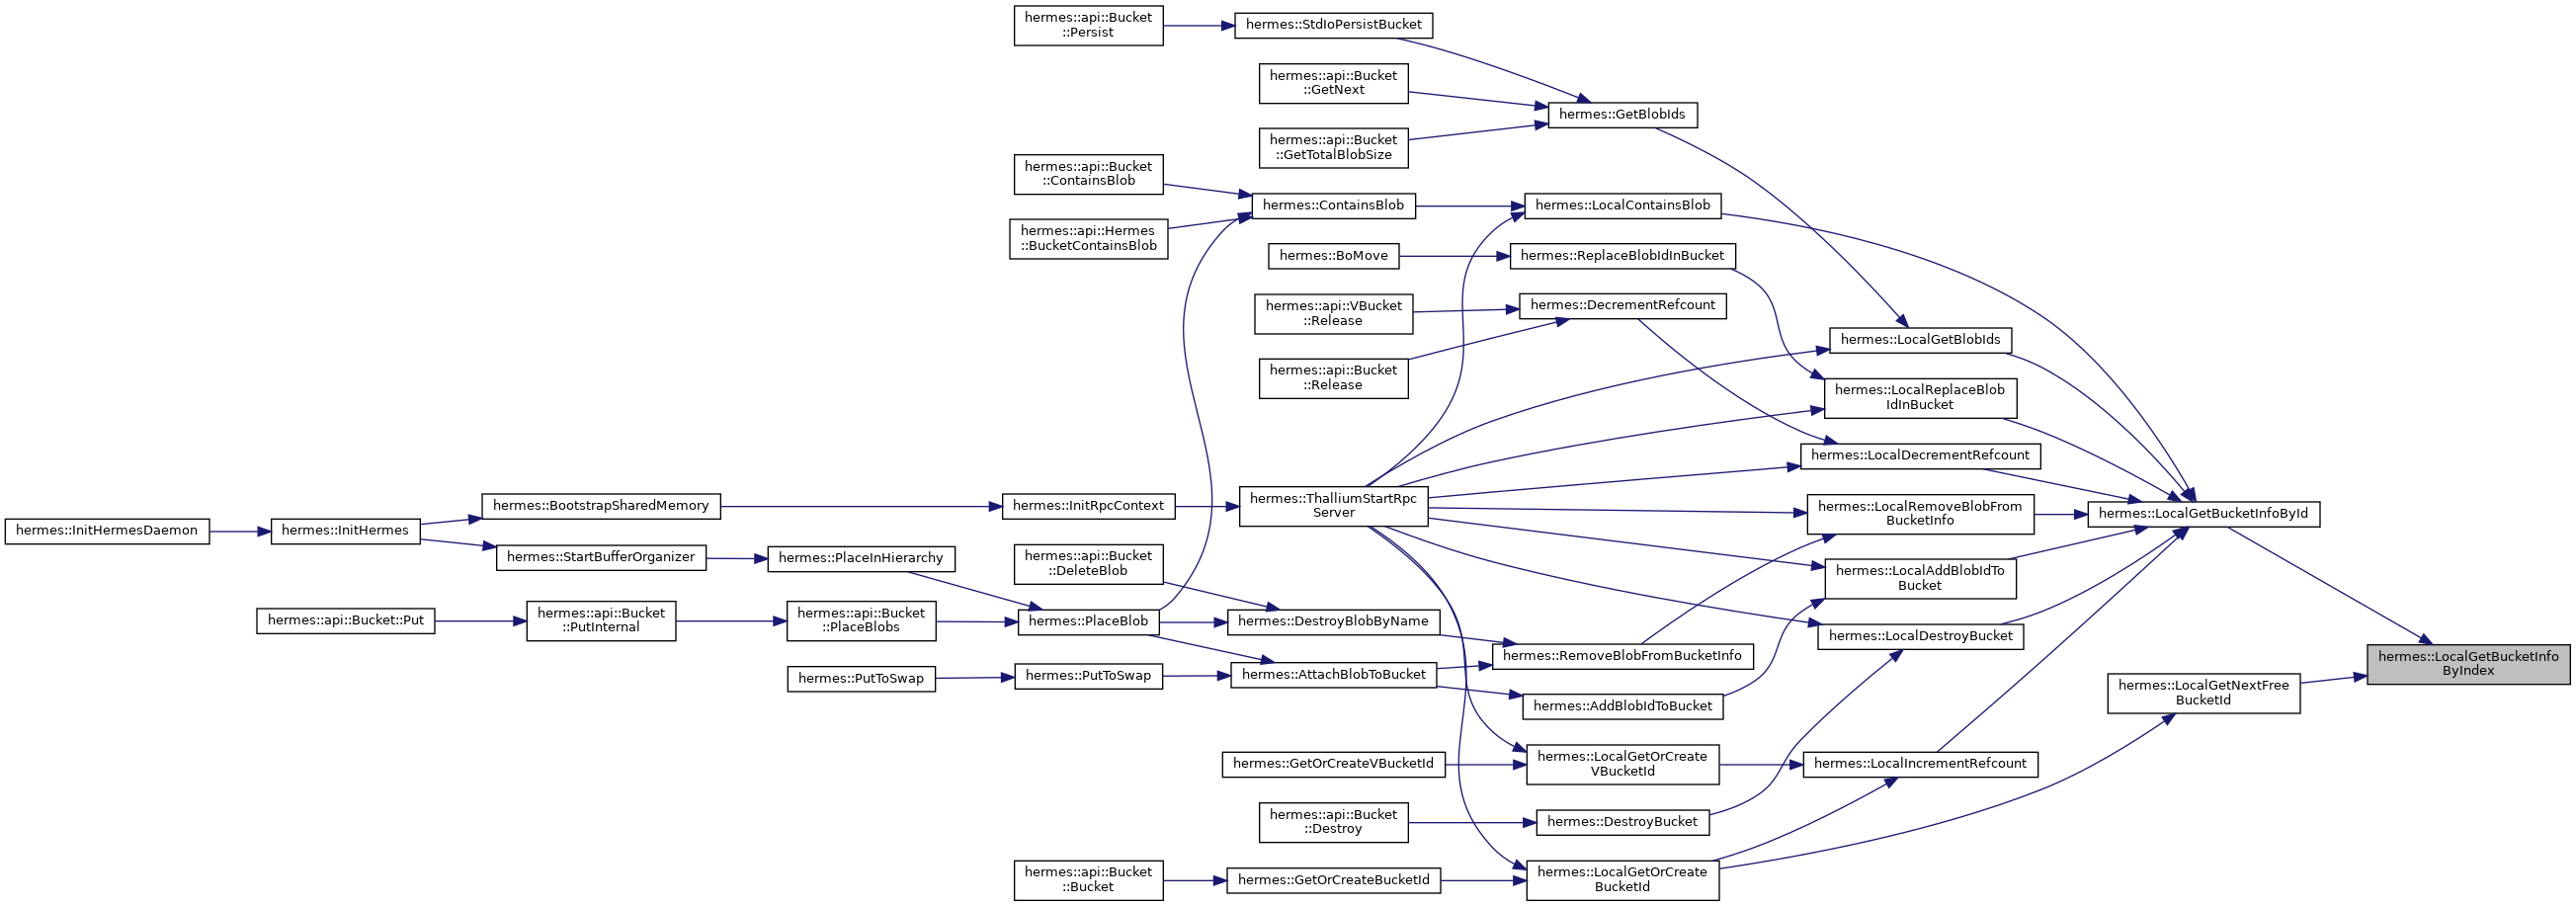 hermes::api::Bucket
::Persist
hermes::StdIoPersistBucket
hermes::api::Bucket
::GetNext
hermes::GetBlobIds
hermes::api::Bucket
::GetTotalBlobSize
hermes::api::Bucket
::ContainsBlob
hermes::ContainsBlob
hermes::LocalContainsBlob
hermes::api::Hermes
::BucketContainsBlob
hermes::BoMove
hermes::ReplaceBlobIdInBucket
hermes::api::VBucket
::Release
hermes::DecrementRefcount
hermes::LocalGetBlobIds
hermes::api::Bucket
::Release
hermes::LocalReplaceBlob
IdInBucket
hermes::LocalDecrementRefcount
hermes::InitHermesDaemon
hermes::InitHermes
hermes::BootstrapSharedMemory
hermes::InitRpcContext
hermes::ThalliumStartRpc
Server
hermes::LocalRemoveBlobFrom
BucketInfo
hermes::LocalGetBucketInfoById
hermes::StartBufferOrganizer
hermes::PlaceInHierarchy
hermes::api::Bucket
::DeleteBlob
hermes::LocalAddBlobIdTo
Bucket
hermes::api::Bucket::Put
hermes::api::Bucket
::PutInternal
hermes::api::Bucket
::PlaceBlobs
hermes::PlaceBlob
hermes::DestroyBlobByName
hermes::LocalDestroyBucket
hermes::RemoveBlobFromBucketInfo
hermes::LocalGetBucketInfo
ByIndex
hermes::PutToSwap
hermes::PutToSwap
hermes::AttachBlobToBucket
hermes::LocalGetNextFree
BucketId
hermes::AddBlobIdToBucket
hermes::GetOrCreateVBucketId
hermes::LocalGetOrCreate
VBucketId
hermes::LocalIncrementRefcount
hermes::api::Bucket
::Destroy
hermes::DestroyBucket
hermes::api::Bucket
::Bucket
hermes::GetOrCreateBucketId
hermes::LocalGetOrCreate
BucketId